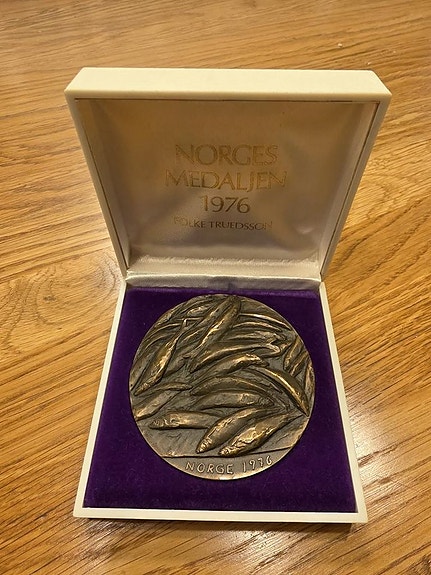 NORGES
MEDALJEN
1976
FOLKE TRUEDSSON
NORGE 1976